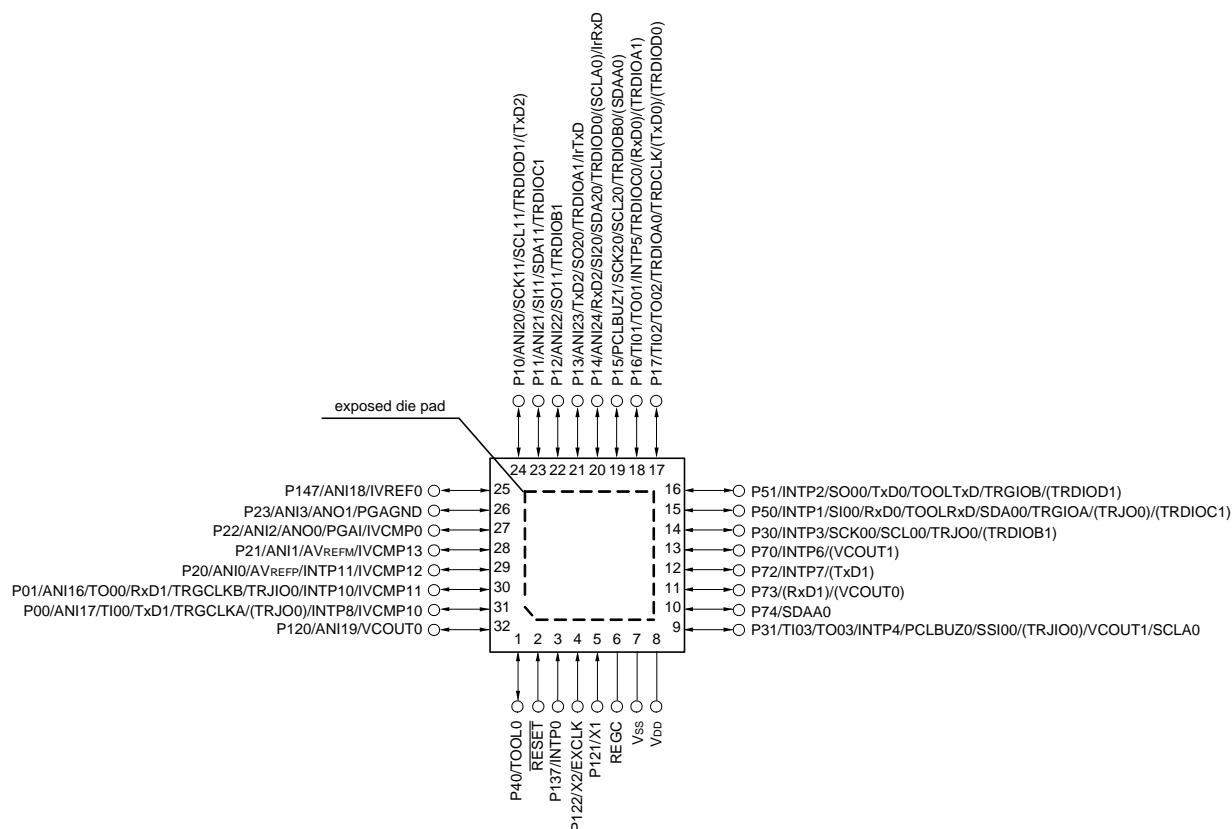 P10/ANI20/SCK11/SCL11/TRDIOD1/(TxD2)
P11/ANI21/SI11/SDA11/TRDIOC1
P12/ANI22/SO11/TRDIOB1
P13/ANI23/TxD2/SO20/TRDIOA1/IrTxD
P14/ANI24/RxD2/SI20/SDA20/TRDIOD0/(SCLA0)/IrRxD
P15/PCLBUZ1/SCK20/SCL20/TRDIOB0/(SDAA0)
P16/TI01/TO01/INTP5/TRDIOC0/(RxD0)/(TRDIOA1)
P17/TI02/TO02/TRDIOA0/TRDCLK/(TxD0)/(TRDIOD0)
exposed die pad
24 23 22 21 20 19 18 17
P147/ANI18/IVREF0 25
P23/ANI3/ANO1/PGAGND 26
P22/ANI2/ANO0/PGAI/IVCMP0 27
P21/ANI1/AVREFM/IVCMP13 28
P20/ANI0/AVREFP/INTP11/IVCMP12 29
P01/ANI16/TO00/RxD1/TRGCLKB/TRJIO0/INTP10/IVCMP11 30
P00/ANI17/TI00/TxD1/TRGCLKA/(TRJO0)/INTP8/IVCMP10 31
P120/ANI19/VCOUT0 32
16 P51/INTP2/SO00/TxD0/TOOLTxD/TRGIOB/(TRDIOD1)
15 P50/INTP1/SI00/RxD0/TOOLRxD/SDA00/TRGIOA/(TRJO0)/(TRDIOC1)
14 P30/INTP3/SCK00/SCL00/TRJO0/(TRDIOB1)
13 P70/INTP6/(VCOUT1)
12 P72/INTP7/(TxD1)
11 P73/(RxD1)/(VCOUT0)
10 P74/SDAA0
9 P31/TI03/TO03/INTP4/PCLBUZ0/SSI00/(TRJIO0)/VCOUT1/SCLA0
1 2 3 4 5 6 7 8
P40/TOOL0
RESET
P137/INTP0
P122/X2/EXCLK
P121/X1
REGC
VSS
VDD